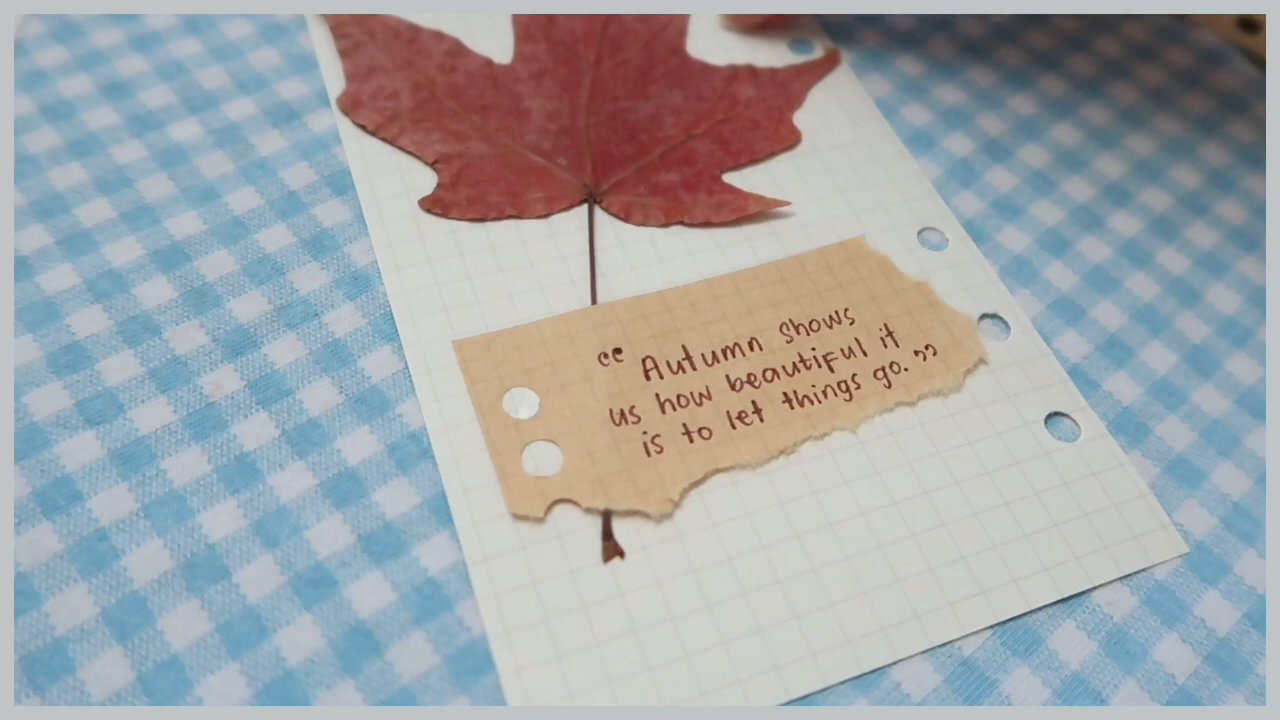 “ Autumn shows
us how beautiful it
is to let things go. ”